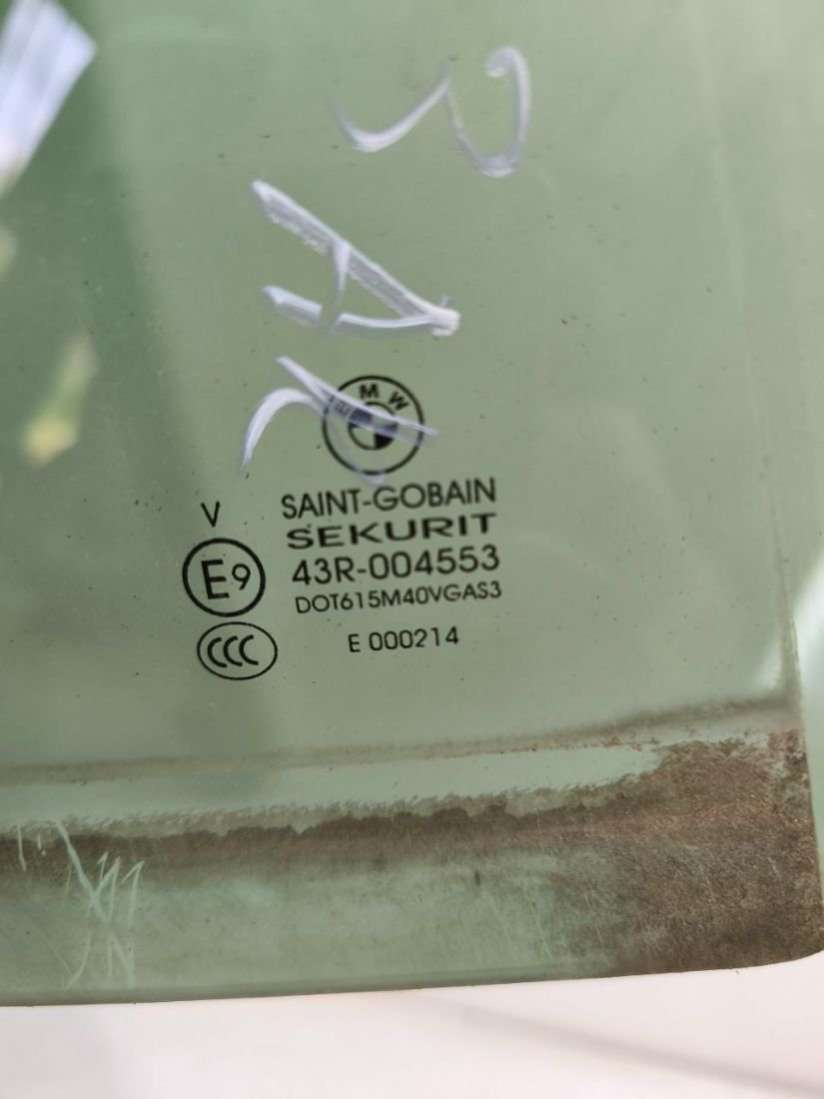 BMW
V
SAINT-GOBAIN
SEKURIT
E9
43R-004553
DOT615M40VGAS3
CCC
E 000214